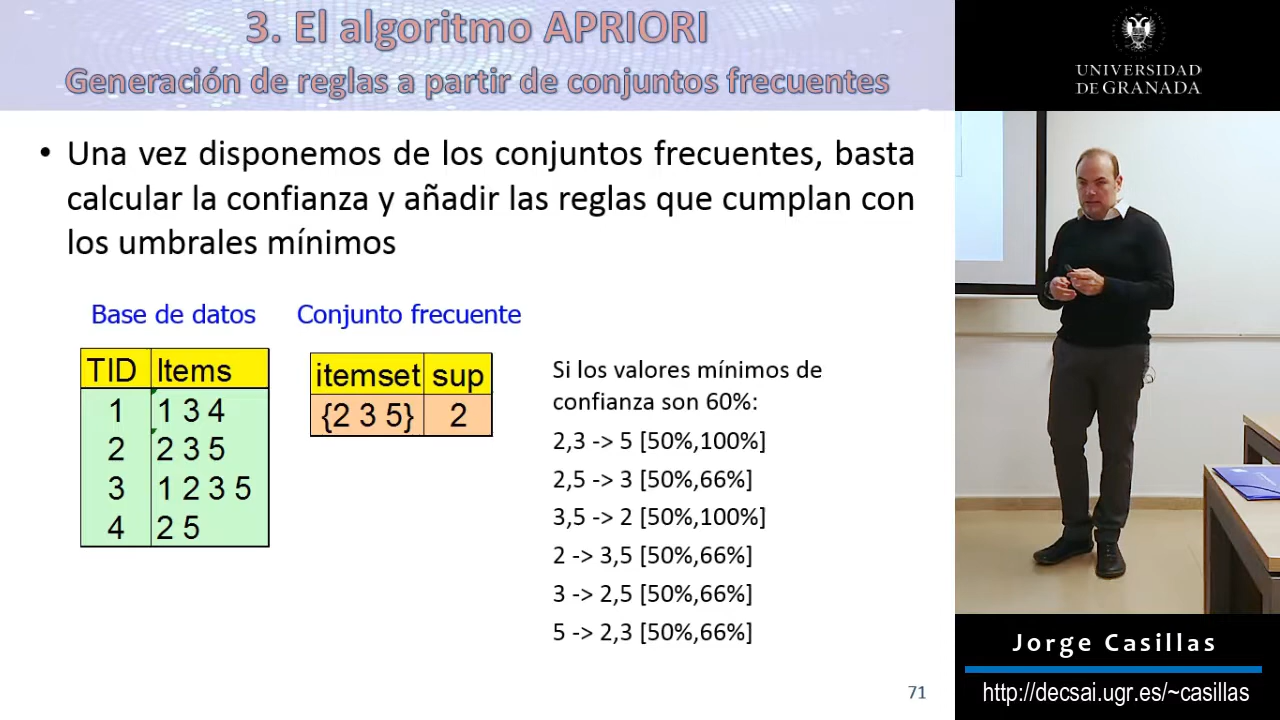 3. El algoritmo APRIORI
Generación de reglas a partir de conjuntos frecuentes
• Una vez disponemos de los conjuntos frecuentes, basta
calcular la confianza y añadir las reglas que cumplan con
los umbrales mínimos
Base de datos
TID Items
1 1 3 4
2 2 3 5
3 1 2 3 5
4 2 5
Conjunto frecuente
itemset sup
{2 3 5} 2
Si los valores mínimos de
confianza son 60%:
2,3 -> 5 [50%,100%]
2,5 -> 3 [50%,66%]
3,5 -> 2 [50%,100%]
2 -> 3,5 [50%,66%]
3 -> 2,5 [50%,66%]
5 -> 2,3 [50%,66%]
71
UNIVERSIDAD
DE GRANADA
Jorge Casillas
http://decsai.ugr.es/~casillas